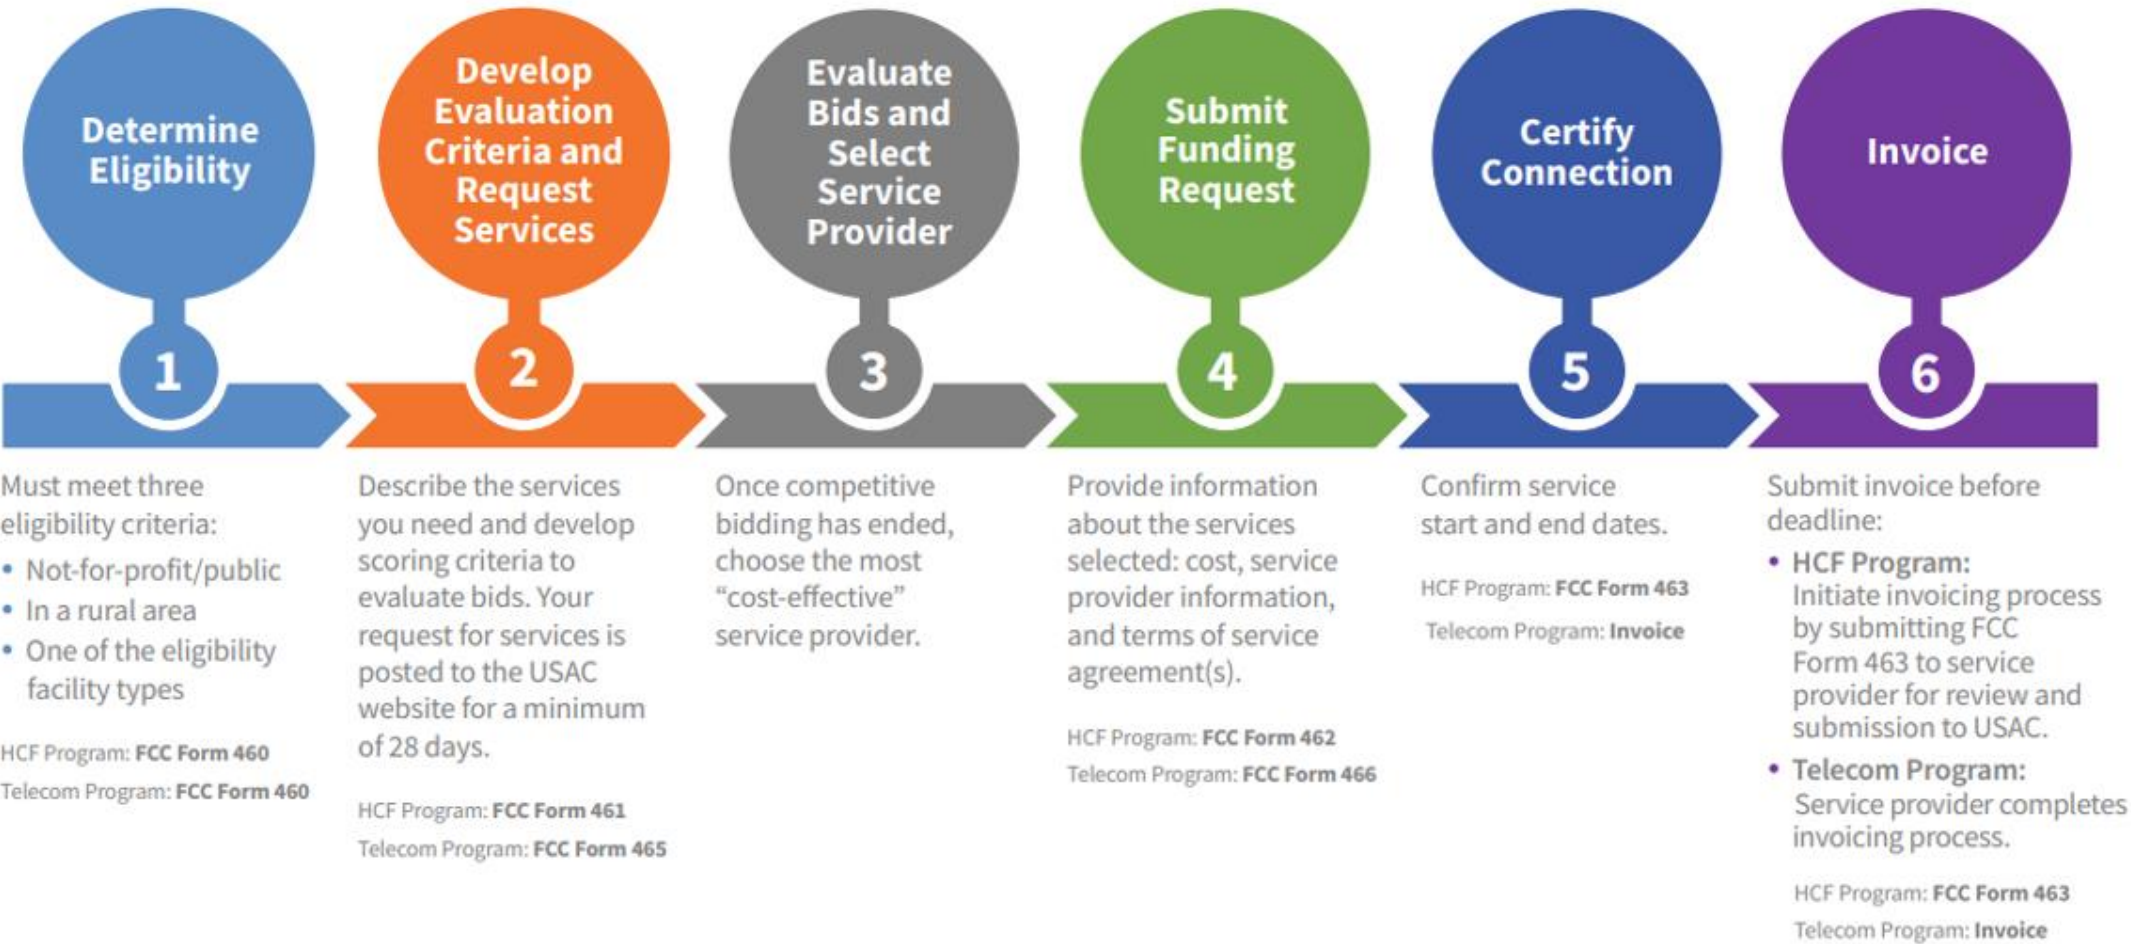 Determine
Eligibility
1
Must meet three
eligibility criteria:
• Not-for-profit/public
• In a rural area
• One of the eligibility
facility types
HCF Program: FCC Form 460
Telecom Program: FCC Form 460
Develop
Evaluation
Criteria and
Request
Services
2
Describe the services
you need and develop
scoring criteria to
evaluate bids. Your
request for services is
posted to the USAC
website for a minimum
of 28 days.
HCF Program: FCC Form 461
Telecom Program: FCC Form 465
Evaluate
Bids and
Select
Service
Provider
3
Once competitive
bidding has ended,
choose the most
“cost-effective”
service provider.
Submit
Funding
Request
4
Provide information
about the services
selected: cost, service
provider information,
and terms of service
agreement(s).
HCF Program: FCC Form 462
Telecom Program: FCC Form 466
Certify
Connection
5
Confirm service
start and end dates.
HCF Program: FCC Form 463
Telecom Program: Invoice
Invoice
6
Submit invoice before
deadline:
• HCF Program:
Initiate invoicing process
by submitting FCC
Form 463 to service
provider for review and
submission to USAC.
• Telecom Program:
Service provider completes
invoicing process.
HCF Program: FCC Form 463
Telecom Program: Invoice